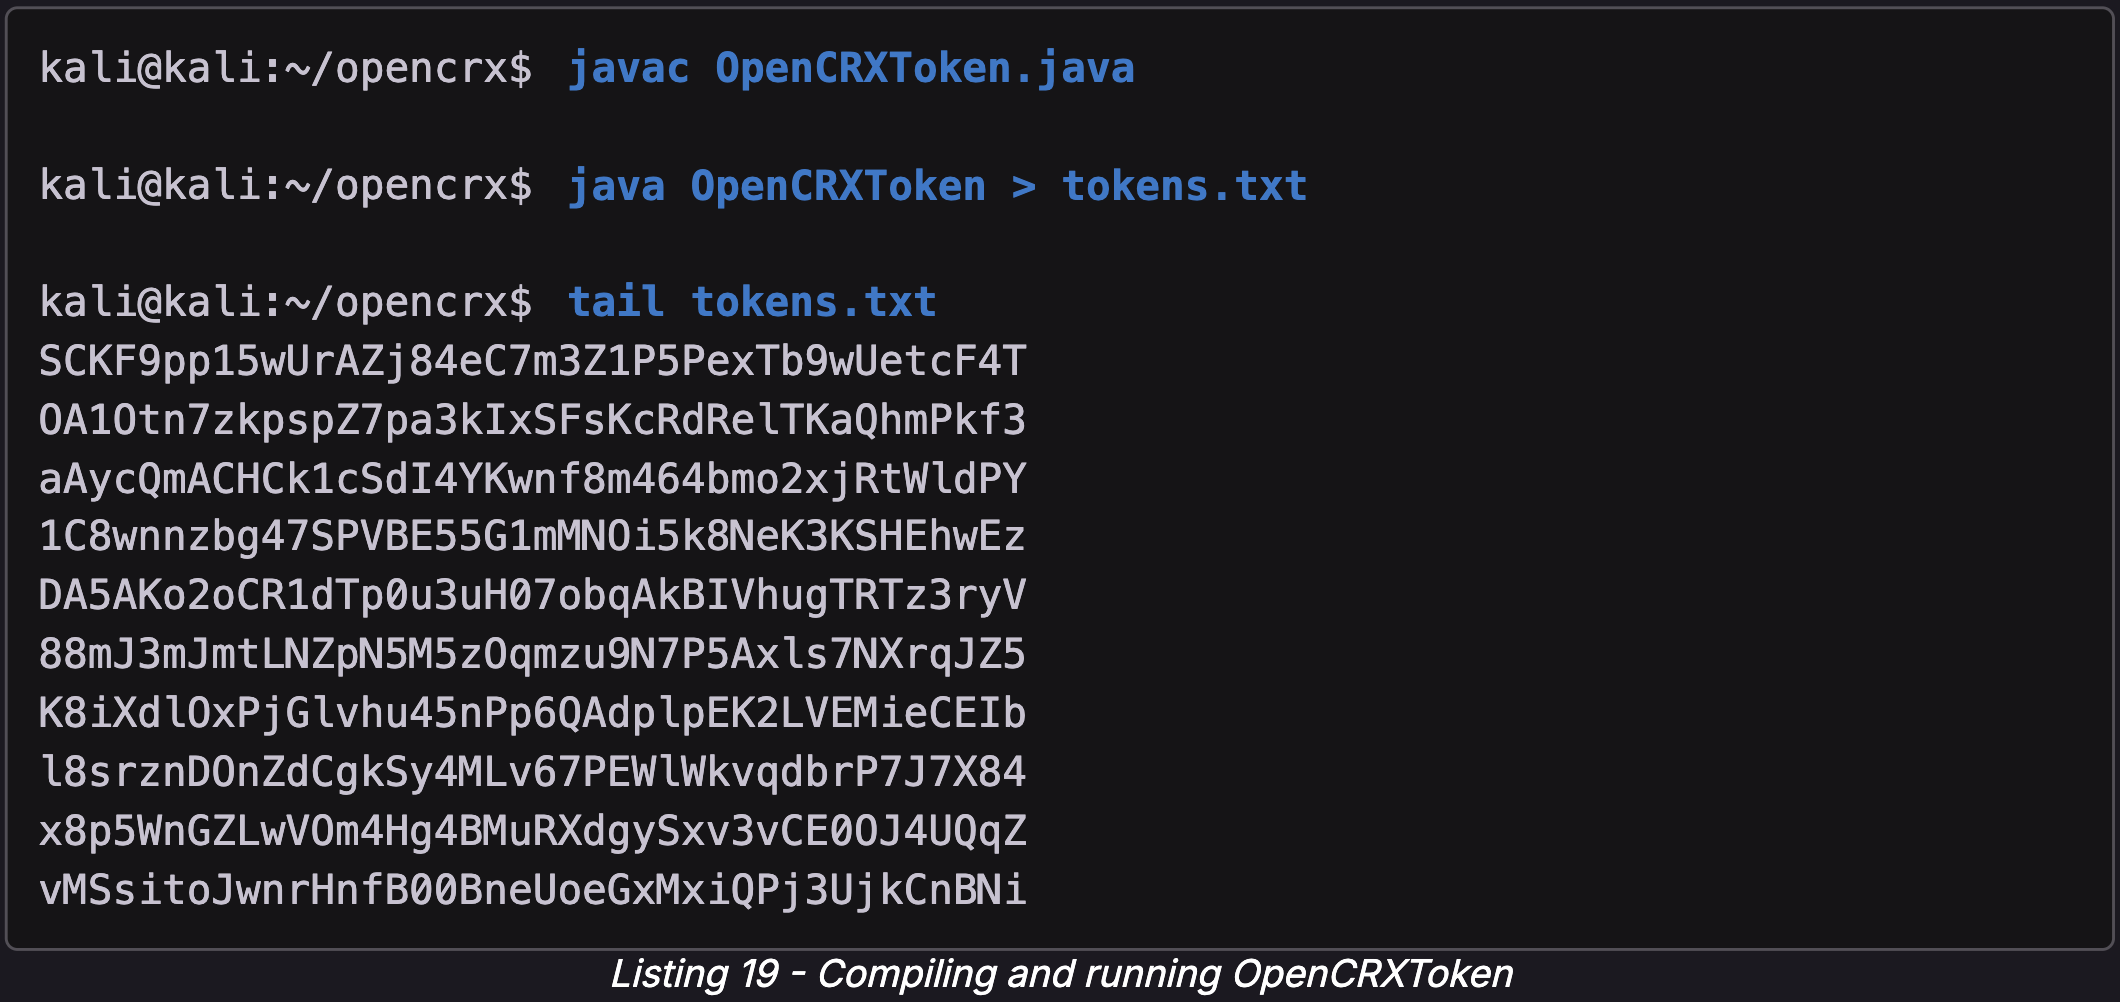 kali@kali:~/opencrx$ javac OpenCRXToken.java
kali@kali:~/opencrx$ java OpenCRXToken > tokens.txt
kali@kali:~/opencrx$ tail tokens.txt
SCKF9pp15wUrAZj84eC7m3Z1P5PexTb9wUetcF4T
OA1Otn7zkpspZ7pa3kIxSFsKcRdRelTKaQhmPkf3
aAycQmACHCk1cSdI4YKwnf8m464bmo2xjRtWldPY
1C8wnnzbg47SPVBE55G1mMNOi5k8NeK3KSHEhwEz
DA5AKo2oCR1dTp0u3uH07obqAkBIVhugTRTz3ryV
88mJ3mJmtLNZpN5M5zOqmzu9N7P5Axls7NXrqJZ5
K8iXdlOxPjGlvhu45nPp6QAdplpEK2LVEMieCEIb
l8srznDOnZdCgkSy4MLv67PEWlWkvqdbrP7J7X84
x8p5WnGZLwVOm4Hg4BMuRXdgySxv3vCE0OJ4UQqZ
vMSsitoJwnrHnfB00BneUoeGxMxiQPj3UjkCnBNi
Listing 19 - Compiling and running OpenCRXToken